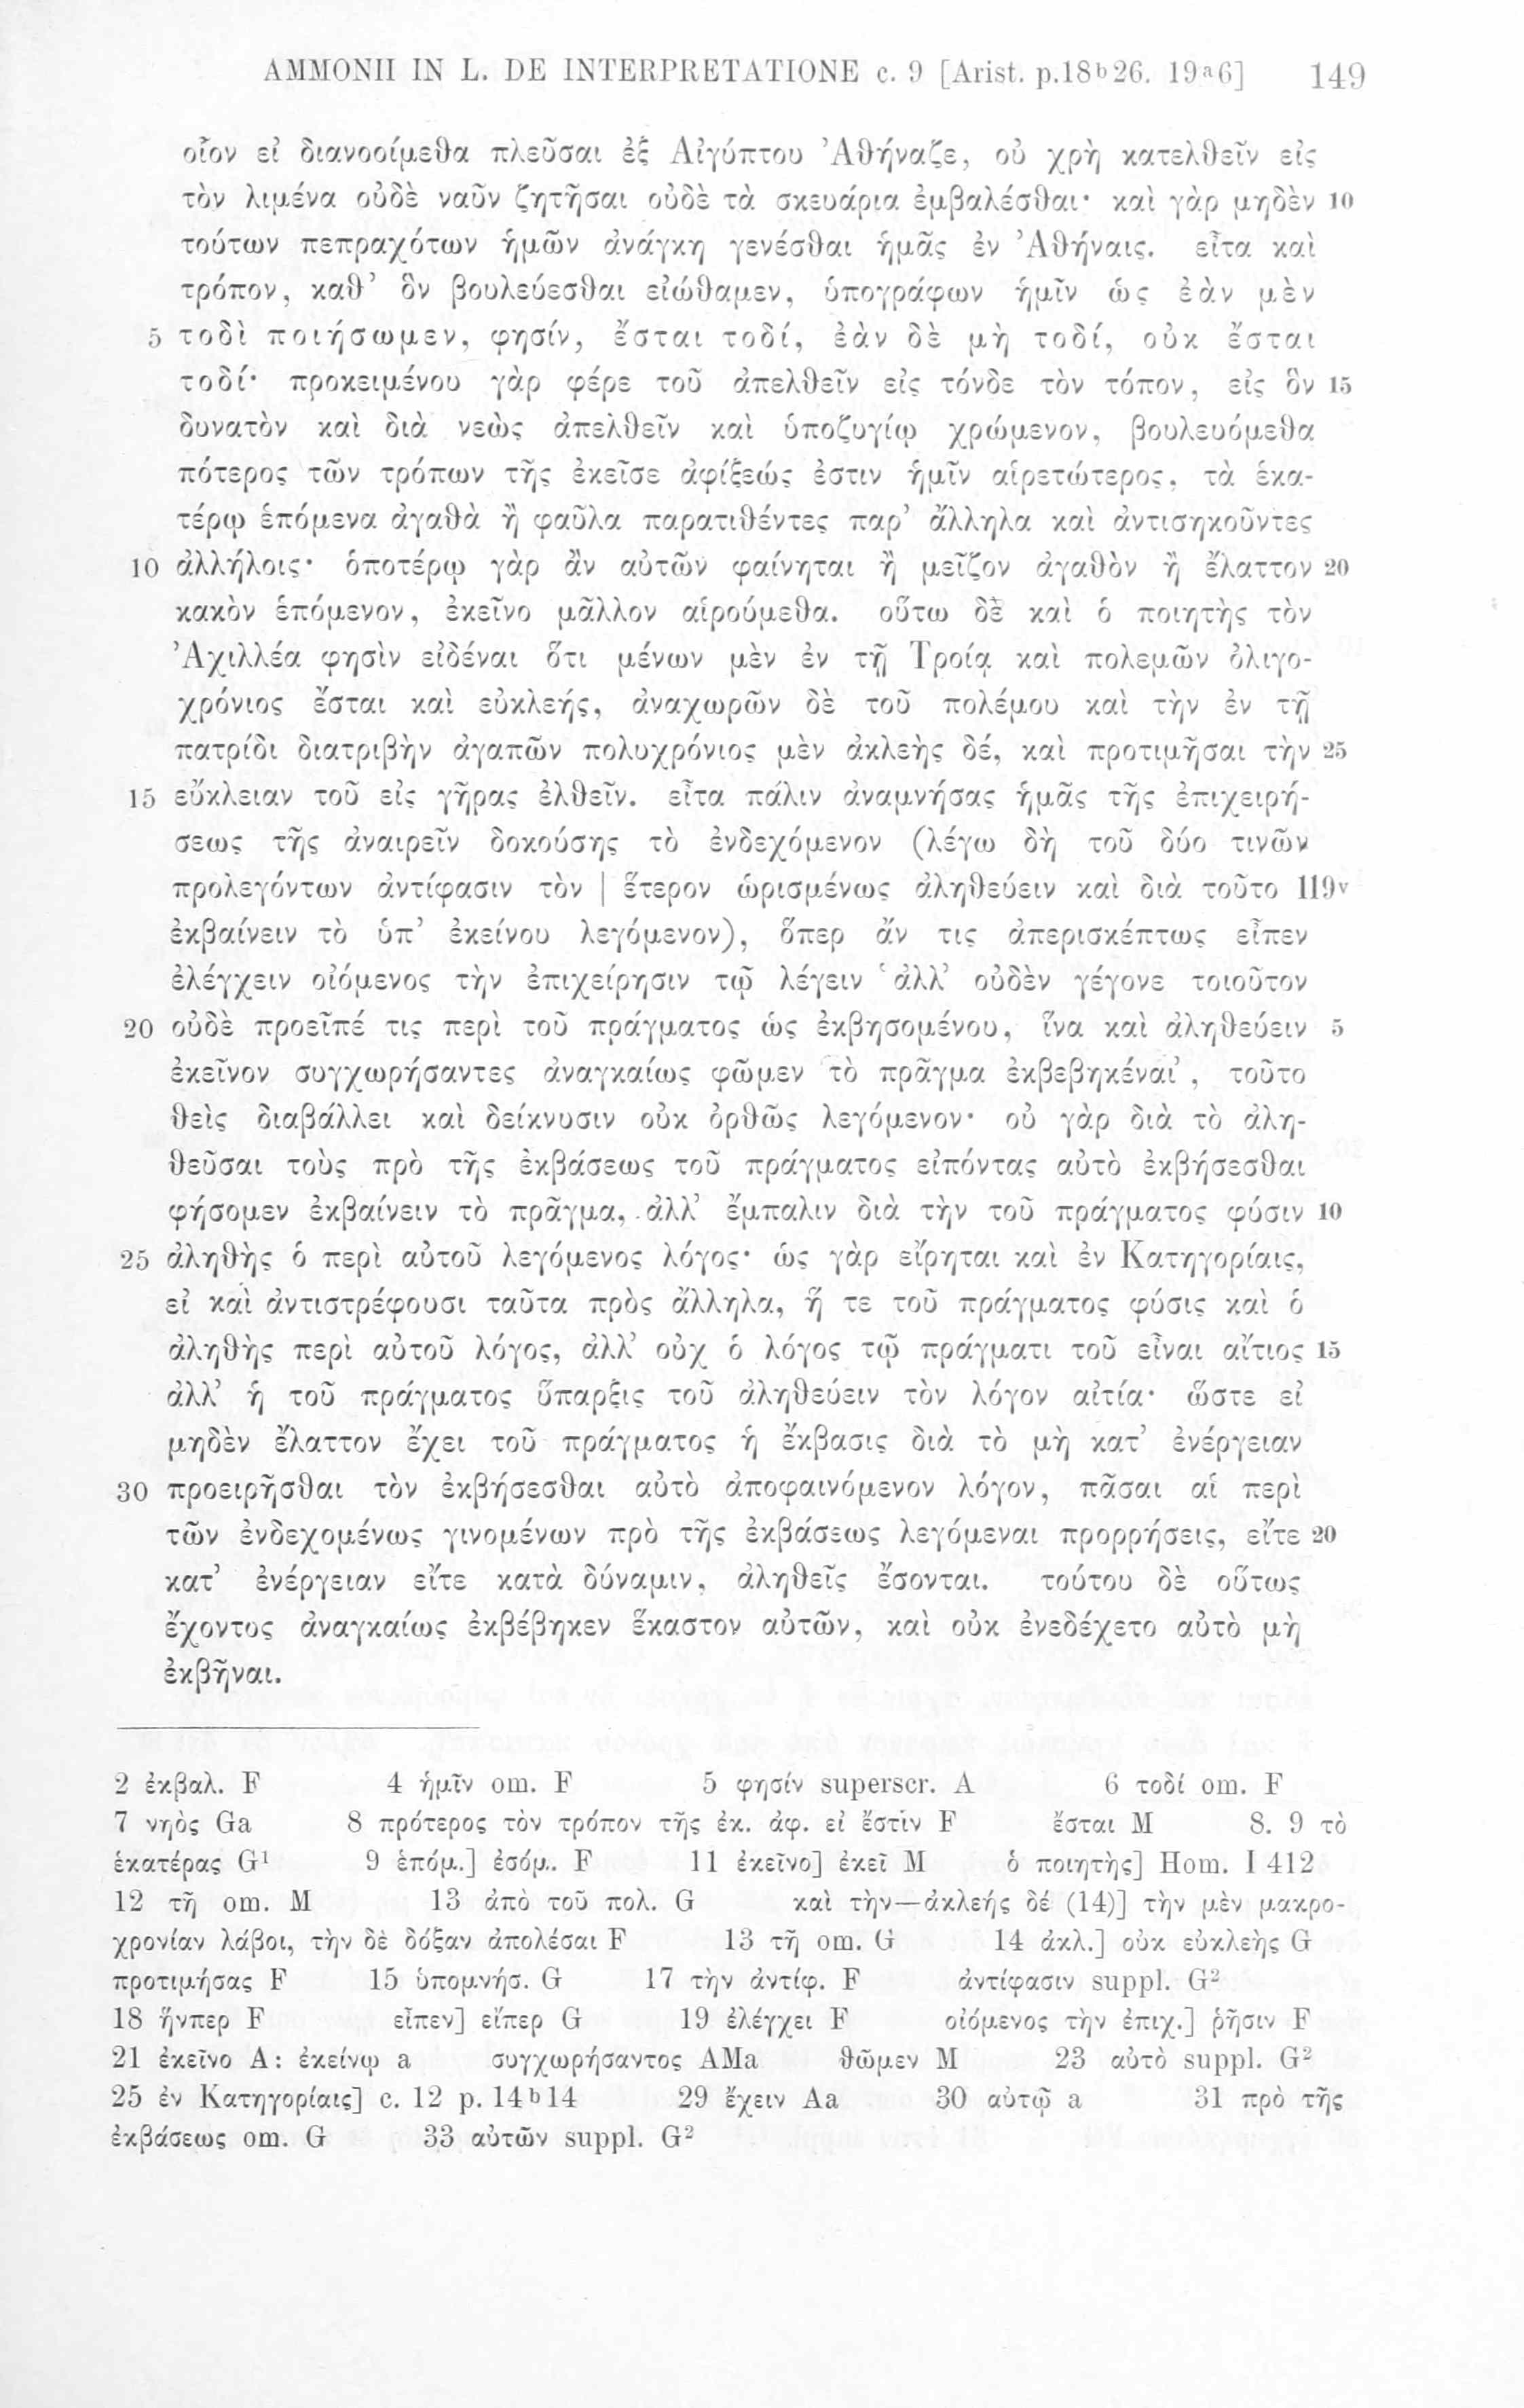 AMMONII IN L. DE INTERPRETATIONE c. 9 [Arist. p.18ᵇ26. 19ᵃ6] 149
οἷον εἰ διανοοίμεθα πλεῦσαι ἐξ Αἰγύπτου Ἀθήναζε, οὐ χρὴ κατελθεῖν εἰς
τὸν λιμένα οὐδὲ ναῦν ζητῆσαι οὐδὲ τὰ σκευάρια ἐμβαλέσθαι· καὶ γὰρ μηδὲν 10
τούτων πεπραχότων ἡμῶν ἀνάγκη γενέσθαι ἡμᾶς ἐν Ἀθήναις. εἶτα καὶ
τρόπον, καθ’ ὃν βουλεύεσθαι εἰώθαμεν, ὑπογράφων ἡμῖν ὡς ἐὰν μὲν
5 τοδὶ ποιήσωμεν, φησίν, ἔσται τοδί, ἐὰν δὲ μὴ τοδί, οὐκ ἔσται
τοδί· προκειμένου γὰρ φέρε τοῦ ἀπελθεῖν εἰς τόνδε τὸν τόπον, εἰς ὃν 15
δυνατὸν καὶ διὰ νεὼς ἀπελθεῖν καὶ ὑποζυγίῳ χρώμενον, βουλευόμεθα
πότερος τῶν τρόπων τῆς ἐκεῖσε ἀφίξεώς ἐστιν ἡμῖν αἱρετώτερος, τὰ ἑκα-
τέρῳ ἑπόμενα ἀγαθὰ ἢ φαῦλα παρατιθέντες παρ’ ἄλληλα καὶ ἀντισηκοῦντες
10 ἀλλήλοις· ὁποτέρῳ γὰρ ἂν αὐτῶν φαίνηται ἢ μεῖζον ἀγαθὸν ἢ ἔλαττον 20
κακὸν ἑπόμενον, ἐκεῖνο μᾶλλον αἱρούμεθα. οὕτω δὲ καὶ ὁ ποιητὴς τὸν
Ἀχιλλέα φησὶν εἰδέναι ὅτι μένων μὲν ἐν τῇ Τροίᾳ καὶ πολεμῶν ὀλιγο-
χρόνιος ἔσται καὶ εὐκλεής, ἀναχωρῶν δὲ τοῦ πολέμου καὶ τὴν ἐν τῇ
πατρίδι διατριβὴν ἀγαπῶν πολυχρόνιος μὲν ἀκλεὴς δέ, καὶ προτιμῆσαι τὴν 25
15 εὔκλειαν τοῦ εἰς γῆρας ἐλθεῖν. εἶτα πάλιν ἀναμνήσας ἡμᾶς τῆς ἐπιχειρή-
σεως τῆς ἀναιρεῖν δοκούσης τὸ ἐνδεχόμενον (λέγω δὴ τοῦ δύο τινῶν
προλεγόντων ἀντίφασιν τὸν | ἕτερον ὡρισμένως ἀληθεύειν καὶ διὰ τοῦτο 119ᵛ
ἐκβαίνειν τὸ ὑπ’ ἐκείνου λεγόμενον), ὅπερ ἄν τις ἀπερισκέπτως εἶπεν
ἐλέγχειν οἰόμενος τὴν ἐπιχείρησιν τῷ λέγειν ‘ἀλλ’ οὐδὲν γέγονε τοιοῦτον
20 οὐδὲ προεῖπέ τις περὶ τοῦ πράγματος ὡς ἐκβησομένου, ἵνα καὶ ἀληθεύειν 5
ἐκεῖνον συγχωρήσαντες ἀναγκαίως φῶμεν τὸ πρᾶγμα ἐκβεβηκέναι’, τοῦτο
θεὶς διαβάλλει καὶ δείκνυσιν οὐκ ὀρθῶς λεγόμενον· οὐ γὰρ διὰ τὸ ἀλη-
θεῦσαι τοὺς πρὸ τῆς ἐκβάσεως τοῦ πράγματος εἰπόντας αὐτὸ ἐκβήσεσθαι
φήσομεν ἐκβαίνειν τὸ πρᾶγμα, ἀλλ’ ἔμπαλιν διὰ τὴν τοῦ πράγματος φύσιν 10
25 ἀληθὴς ὁ περὶ αὐτοῦ λεγόμενος λόγος· ὡς γὰρ εἴρηται καὶ ἐν Κατηγορίαις,
εἰ καὶ ἀντιστρέφουσι ταῦτα πρὸς ἄλληλα, ἥ τε τοῦ πράγματος φύσις καὶ ὁ
ἀληθὴς περὶ αὐτοῦ λόγος, ἀλλ’ οὐχ ὁ λόγος τῷ πράγματι τοῦ εἶναι αἴτιος 15
ἀλλ’ ἡ τοῦ πράγματος ὕπαρξις τοῦ ἀληθεύειν τὸν λόγον αἰτία· ὥστε εἰ
μηδὲν ἔλαττον ἔχει τοῦ πράγματος ἡ ἔκβασις διὰ τὸ μὴ κατ’ ἐνέργειαν
30 προειρῆσθαι τὸν ἐκβήσεσθαι αὐτὸ ἀποφαινόμενον λόγον, πᾶσαι αἱ περὶ
τῶν ἐνδεχομένως γινομένων πρὸ τῆς ἐκβάσεως λεγόμεναι προρρήσεις, εἴτε 20
κατ’ ἐνέργειαν εἴτε κατὰ δύναμιν, ἀληθεῖς ἔσονται. τούτου δὲ οὕτως
ἔχοντος ἀναγκαίως ἐκβέβηκεν ἕκαστον αὐτῶν, καὶ οὐκ ἐνεδέχετο αὐτὸ μὴ
ἐκβῆναι.
2 ἐκβαλ. F 4 ἡμῖν om. F 5 φησίν superscr. A 6 τοδί om. F
7 νηὸς Ga 8 πρότερος τὸν τρόπον τῆς ἐκ. ἀφ. εἰ ἔστιν F ἔσται M 8. 9 τὸ
ἑκατέρας G¹ 9 ἑπόμ.] ἐσόμ. F 11 ἐκεῖνο] ἐκεῖ M ὁ ποιητὴς] Hom. I 412
12 τῇ om. M 13 ἀπὸ τοῦ πολ. G καὶ τὴν—ἀκλεής δέ (14)] τὴν μὲν μακρο-
χρονίαν λάβοι, τὴν δὲ δόξαν ἀπολέσαι F 13 τῇ om. G 14 ἀκλ.] οὐκ εὐκλεὴς G
προτιμήσας F 15 ὑπομνήσ. G 17 τὴν ἀντίφ. F ἀντίφασιν suppl. G²
18 ἥνπερ F εἶπεν] εἴπερ G 19 ἐλέγχει F οἰόμενος τὴν ἐπιχ.] ῥῆσιν F
21 ἐκεῖνο A: ἐκείνῳ a συγχωρήσαντος AMa θῶμεν M 23 αὐτὸ suppl. G²
25 ἐν Κατηγορίαις] c. 12 p. 14ᵇ14 29 ἔχειν Aa 30 αὐτῷ a 31 πρὸ τῆς
ἐκβάσεως om. G 33 αὐτῶν suppl. G²